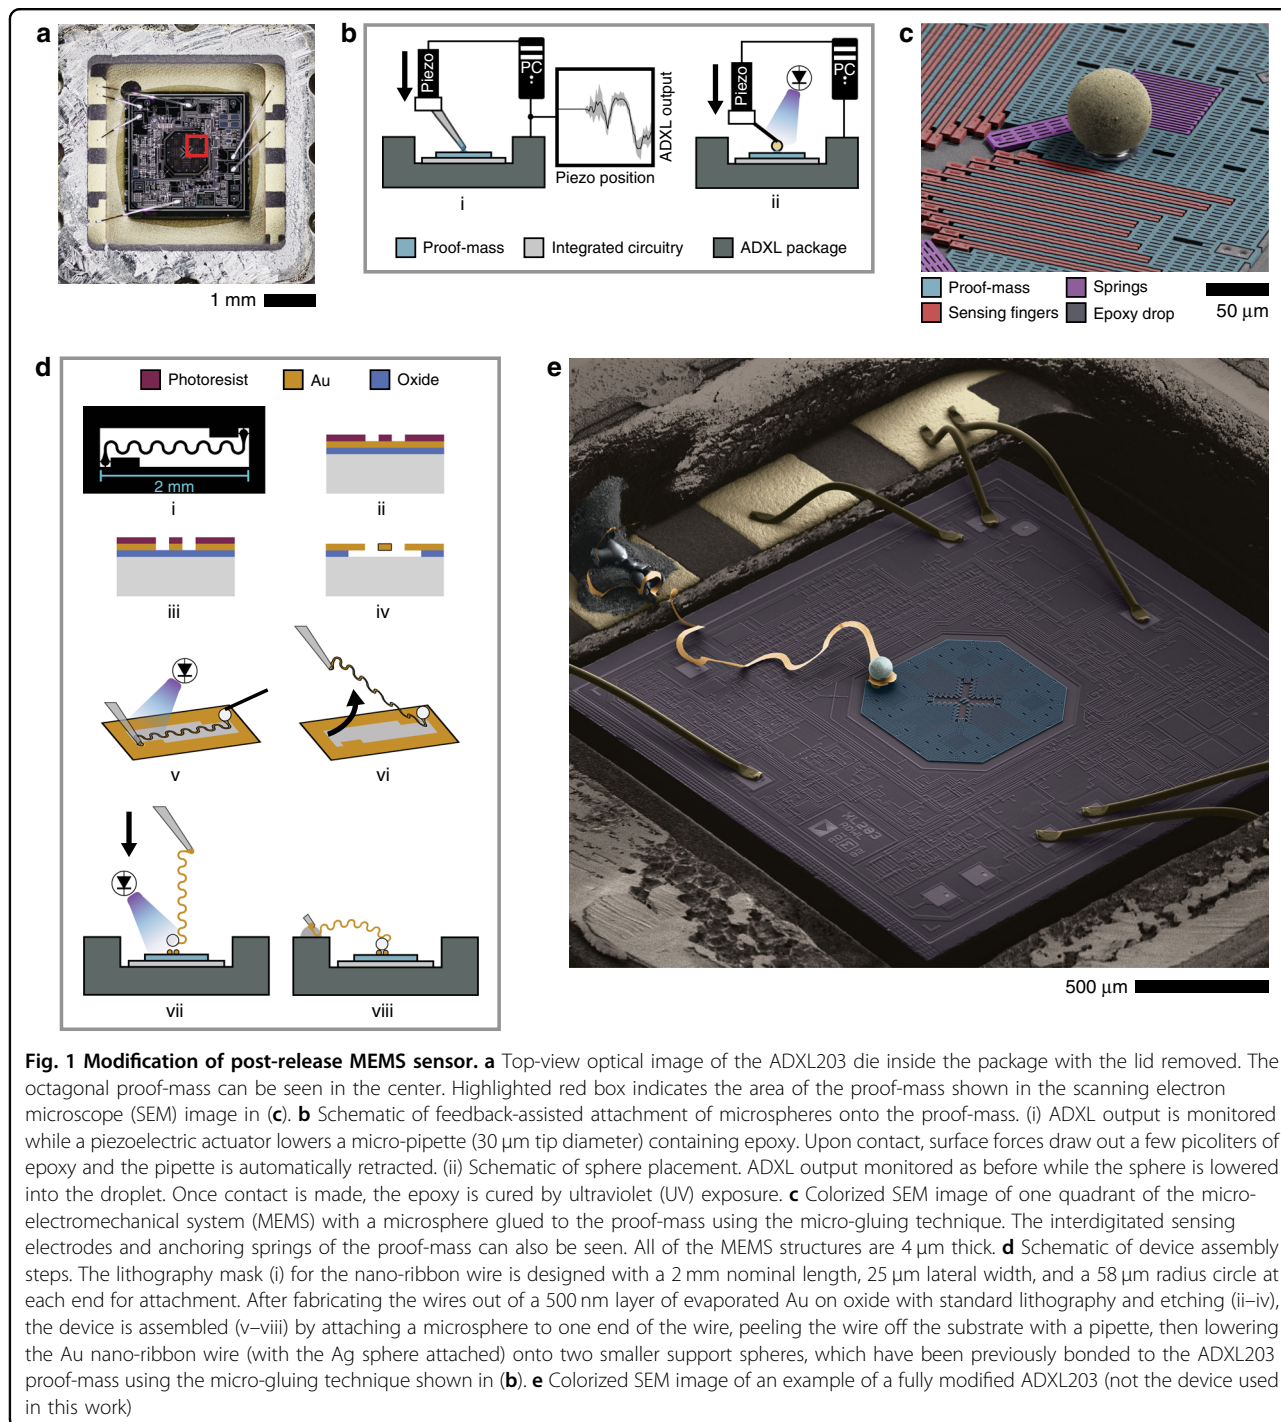 a
1 mm
b
Piezo
PC
ADXL output
Piezo position
i
Piezo
PC
ii
Proof-mass
Integrated circuitry
ADXL package
c
Proof-mass
Springs
Sensing fingers
Epoxy drop
50 μm
d
Photoresist
Au
Oxide
2 mm
i
ii
iii
iv
v
vi
vii
viii
e
XL203
500 μm
Fig. 1 Modification of post-release MEMS sensor. a Top-view optical image of the ADXL203 die inside the package with the lid removed. The
octagonal proof-mass can be seen in the center. Highlighted red box indicates the area of the proof-mass shown in the scanning electron
microscope (SEM) image in (c). b Schematic of feedback-assisted attachment of microspheres onto the proof-mass. (i) ADXL output is monitored
while a piezoelectric actuator lowers a micro-pipette (30 μm tip diameter) containing epoxy. Upon contact, surface forces draw out a few picoliters of
epoxy and the pipette is automatically retracted. (ii) Schematic of sphere placement. ADXL output monitored as before while the sphere is lowered
into the droplet. Once contact is made, the epoxy is cured by ultraviolet (UV) exposure. c Colorized SEM image of one quadrant of the micro-
electromechanical system (MEMS) with a microsphere glued to the proof-mass using the micro-gluing technique. The interdigitated sensing
electrodes and anchoring springs of the proof-mass can also be seen. All of the MEMS structures are 4 μm thick. d Schematic of device assembly
steps. The lithography mask (i) for the nano-ribbon wire is designed with a 2 mm nominal length, 25 μm lateral width, and a 58 μm radius circle at
each end for attachment. After fabricating the wires out of a 500 nm layer of evaporated Au on oxide with standard lithography and etching (ii–iv),
the device is assembled (v–viii) by attaching a microsphere to one end of the wire, peeling the wire off the substrate with a pipette, then lowering
the Au nano-ribbon wire (with the Ag sphere attached) onto two smaller support spheres, which have been previously bonded to the ADXL203
proof-mass using the micro-gluing technique shown in (b). e Colorized SEM image of an example of a fully modified ADXL203 (not the device used
in this work)